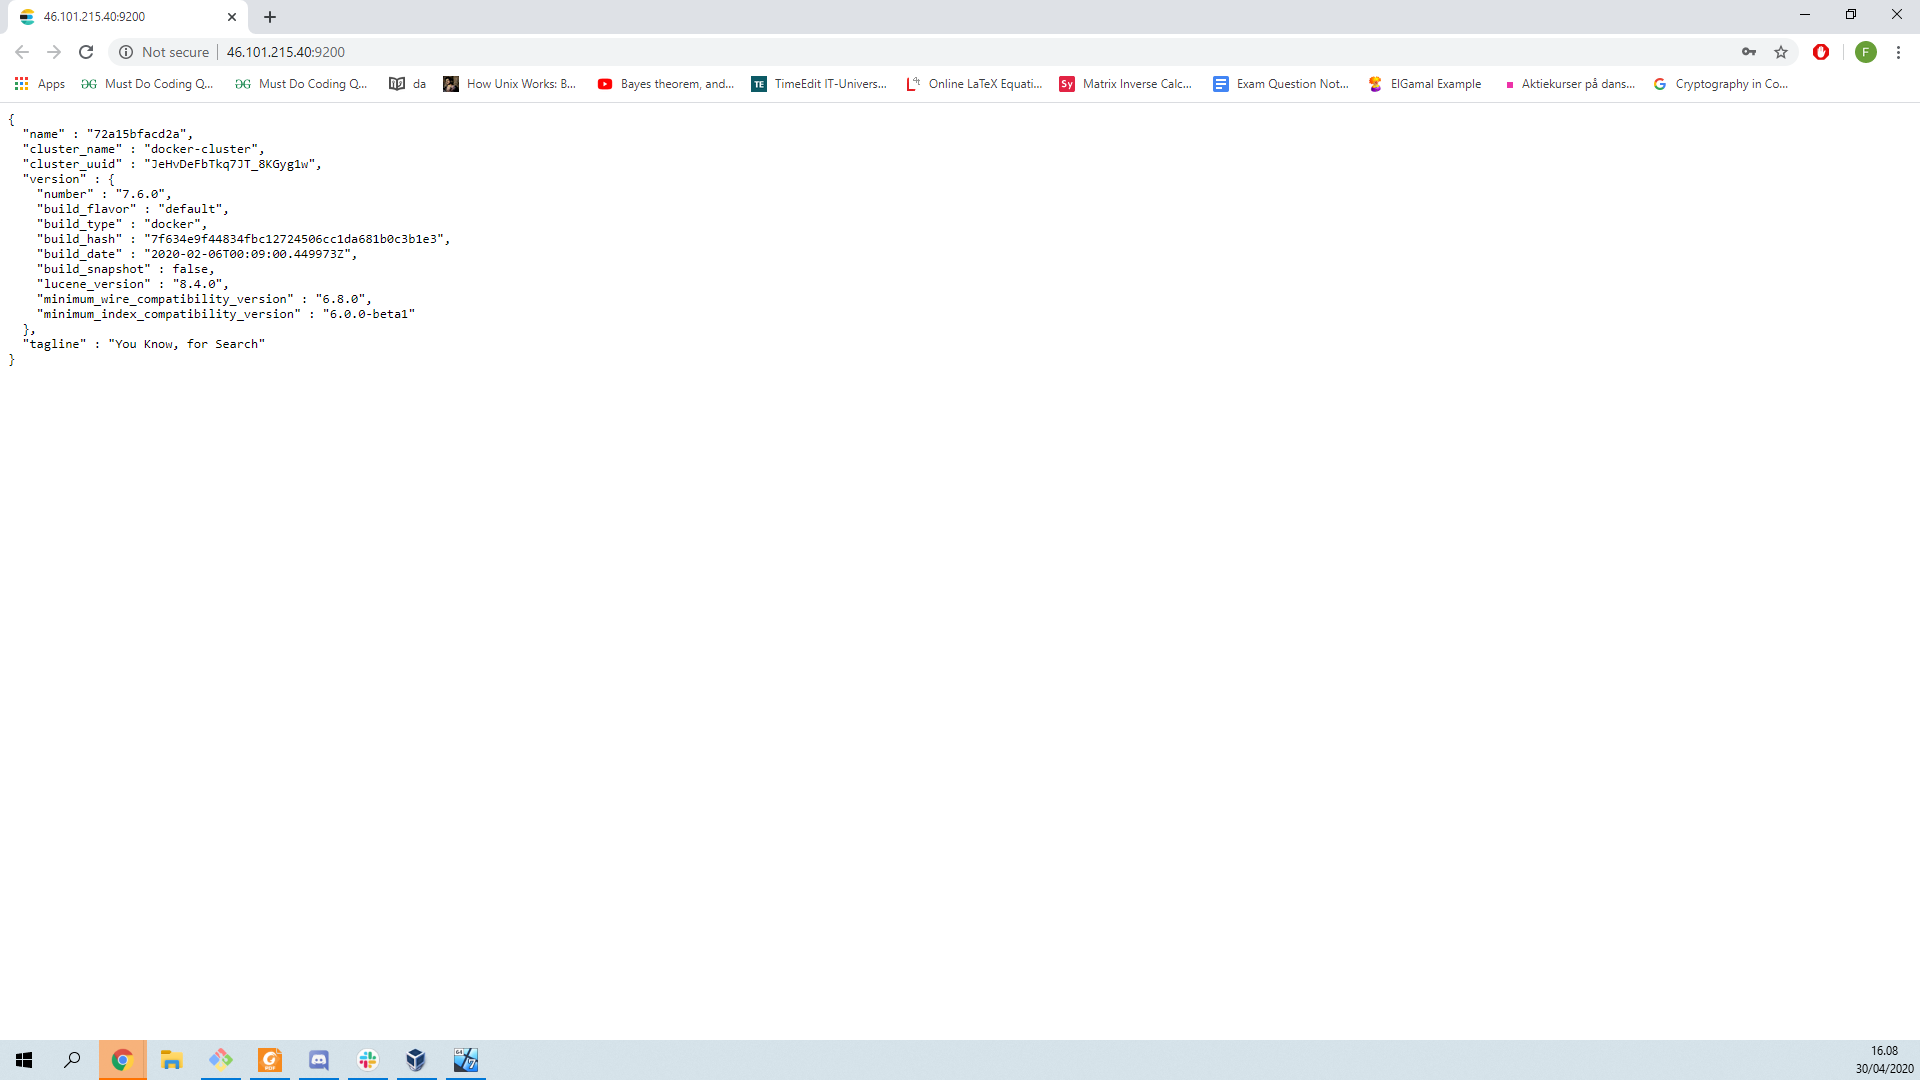 46.101.215.40:9200
Not secure 46.101.215.40:9200
F
Apps Must Do Coding Q... Must Do Coding Q... da How Unix Works: B... Bayes theorem, and... TE TimeEdit IT-Univers... Online LaTeX Equati... Sy Matrix Inverse Calc... Exam Question Not... ElGamal Example Aktiekurser på dans... Cryptography in Co...
{
"name" : "72a15bfacd2a",
"cluster_name" : "docker-cluster",
"cluster_uuid" : "JeHvDeFbTkq7JT_8KGyg1w",
"version" : {
"number" : "7.6.0",
"build_flavor" : "default",
"build_type" : "docker",
"build_hash" : "7f634e9f44834fbc12724506cc1da681b0c3b1e3",
"build_date" : "2020-02-06T00:09:00.449973Z",
"build_snapshot" : false,
"lucene_version" : "8.4.0",
"minimum_wire_compatibility_version" : "6.8.0",
"minimum_index_compatibility_version" : "6.0.0-beta1"
},
"tagline" : "You Know, for Search"
}
16.08
30/04/2020